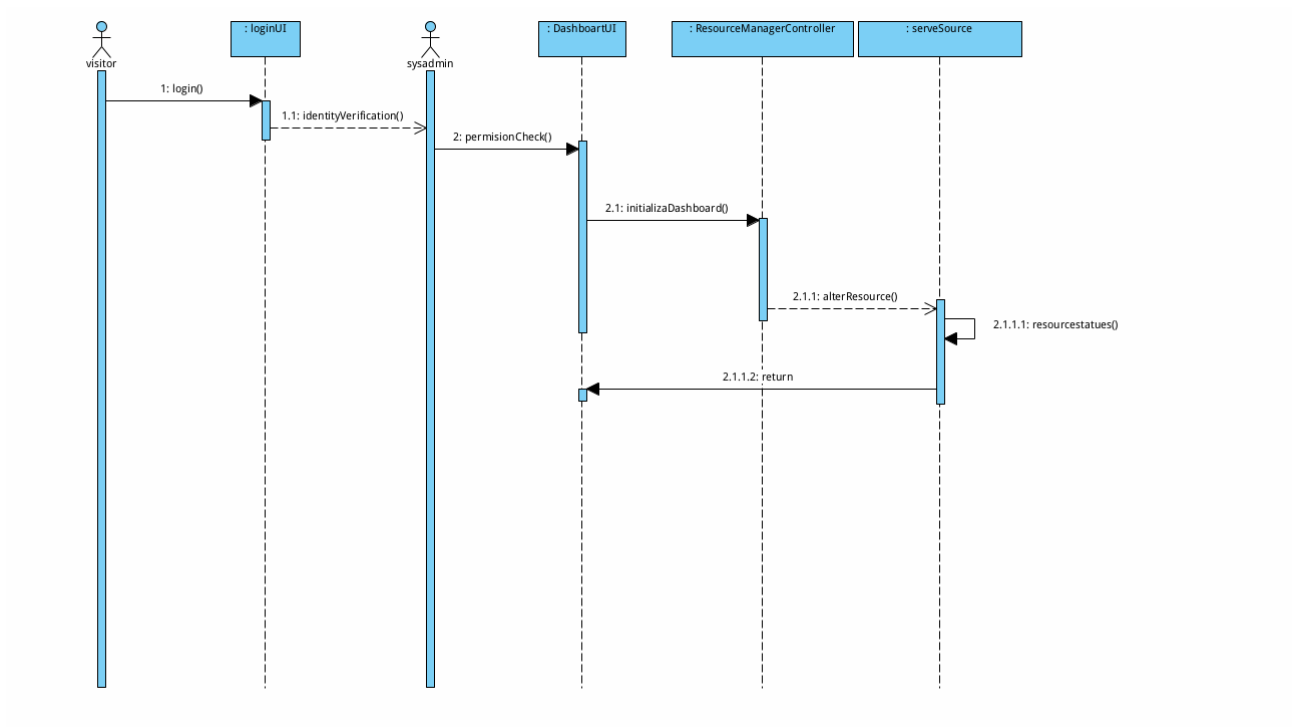 : loginUI
: DashboartUI
: ResourceManagerController
: serveSource
visitor
sysadmin
1: login()
1.1: identityVerification()
2: permisionCheck()
2.1: initializaDashboard()
2.1.1: alterResource()
2.1.1.1: resourcestatues()
2.1.1.2: return